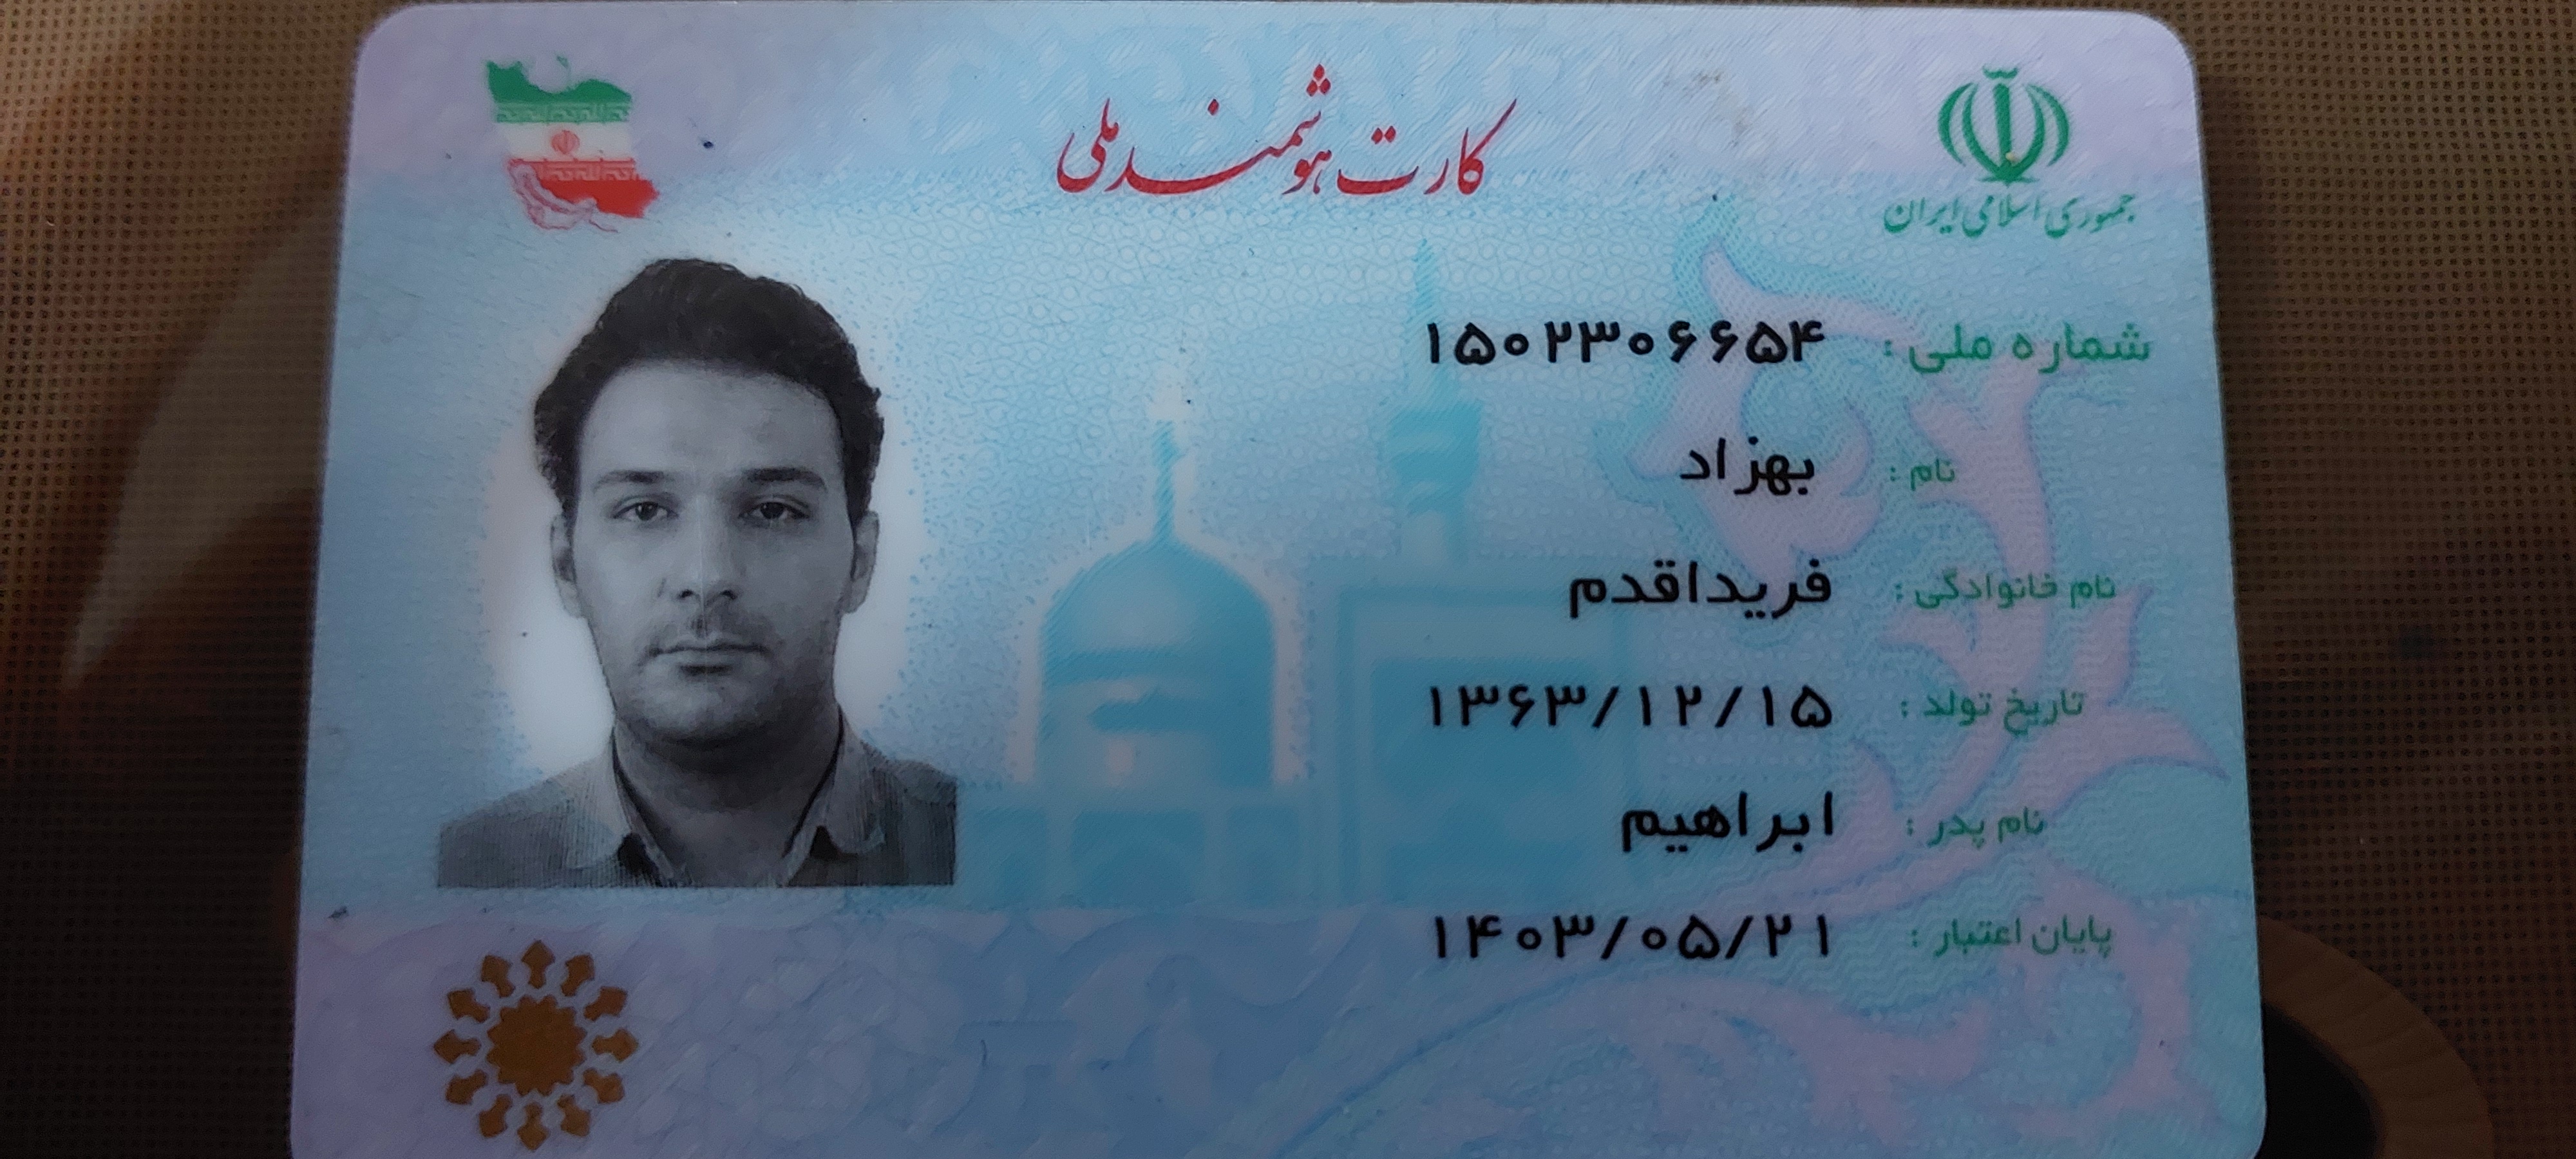 جمهوری اسلامی ایران
کارت هوشمند ملی
شماره ملی : ۱۵۰۲۳۰۶۶۵۴
نام : بهزاد
نام خانوادگی : فریداقدم
تاریخ تولد : ۱۳۶۳/۱۲/۱۵
نام پدر : ابراهیم
پایان اعتبار : ۱۴۰۳/۰۵/۲۱